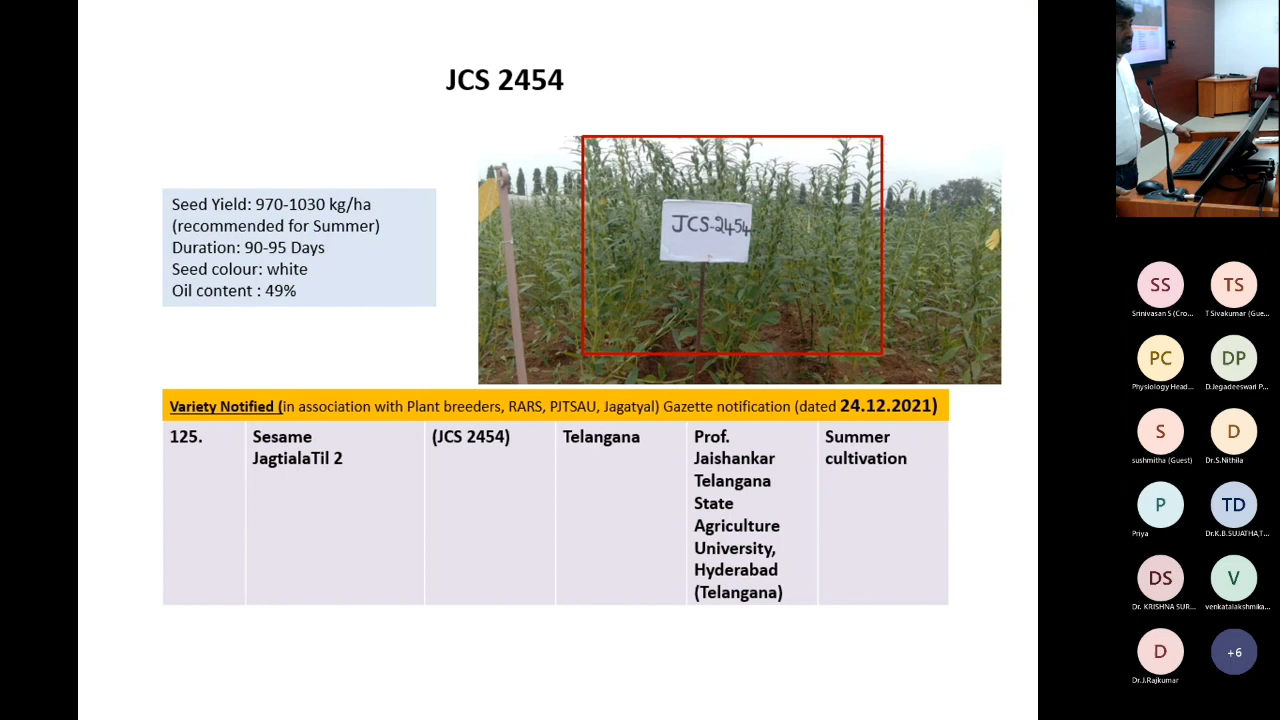 JCS 2454
Seed Yield: 970-1030 kg/ha
(recommended for Summer)
Duration: 90-95 Days
Seed colour: white
Oil content : 49%
JCS-2454
Variety Notified (in association with Plant breeders, RARS, PJTSAU, Jagatyal) Gazette notification (dated 24.12.2021)
125.
Sesame
JagtialaTil 2
(JCS 2454)
Telangana
Prof.
Jaishankar
Telangana
State
Agriculture
University,
Hyderabad
(Telangana)
Summer
cultivation
SS
Srinivasan S (Cro...
TS
T Sivakumar (Gue...
PC
Physiology Head...
DP
D.Jegadeeswari P...
S
sushmitha (Guest)
D
Dr.S.Nithila
P
Priya
TD
Dr.K.B.SUJATHA,T...
DS
Dr. KRISHNA SUR...
V
venkatalakshmika...
D
Dr.J.Rajkumar
+6